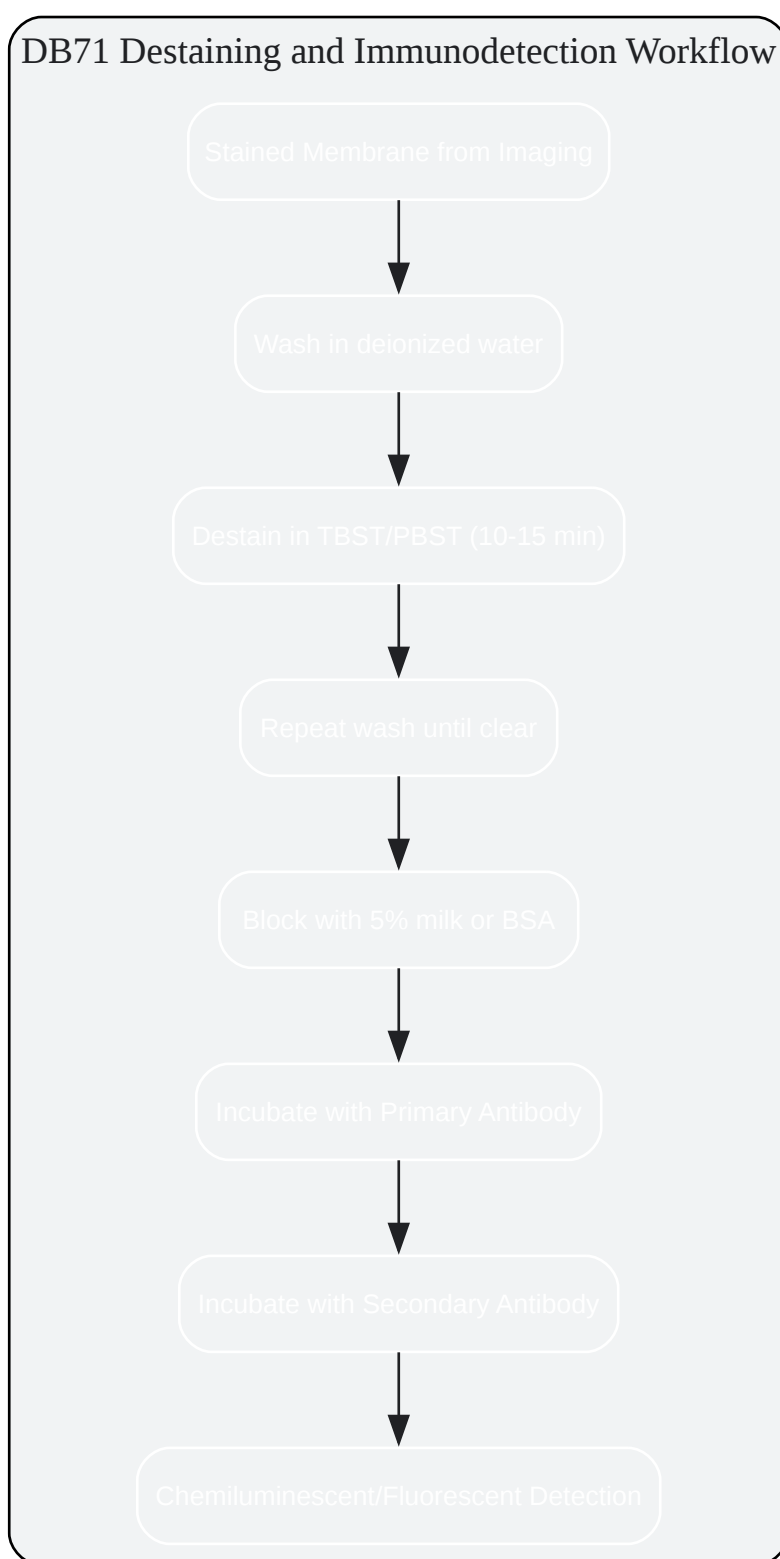 DB71 Destaining and Immunodetection Workflow
Stained Membrane from Imaging
Wash in deionized water
Destain in TBST/PBST (10-15 min)
Repeat wash until clear
Block with 5% milk or BSA
Incubate with Primary Antibody
Incubate with Secondary Antibody
Chemiluminescent/Fluorescent Detection